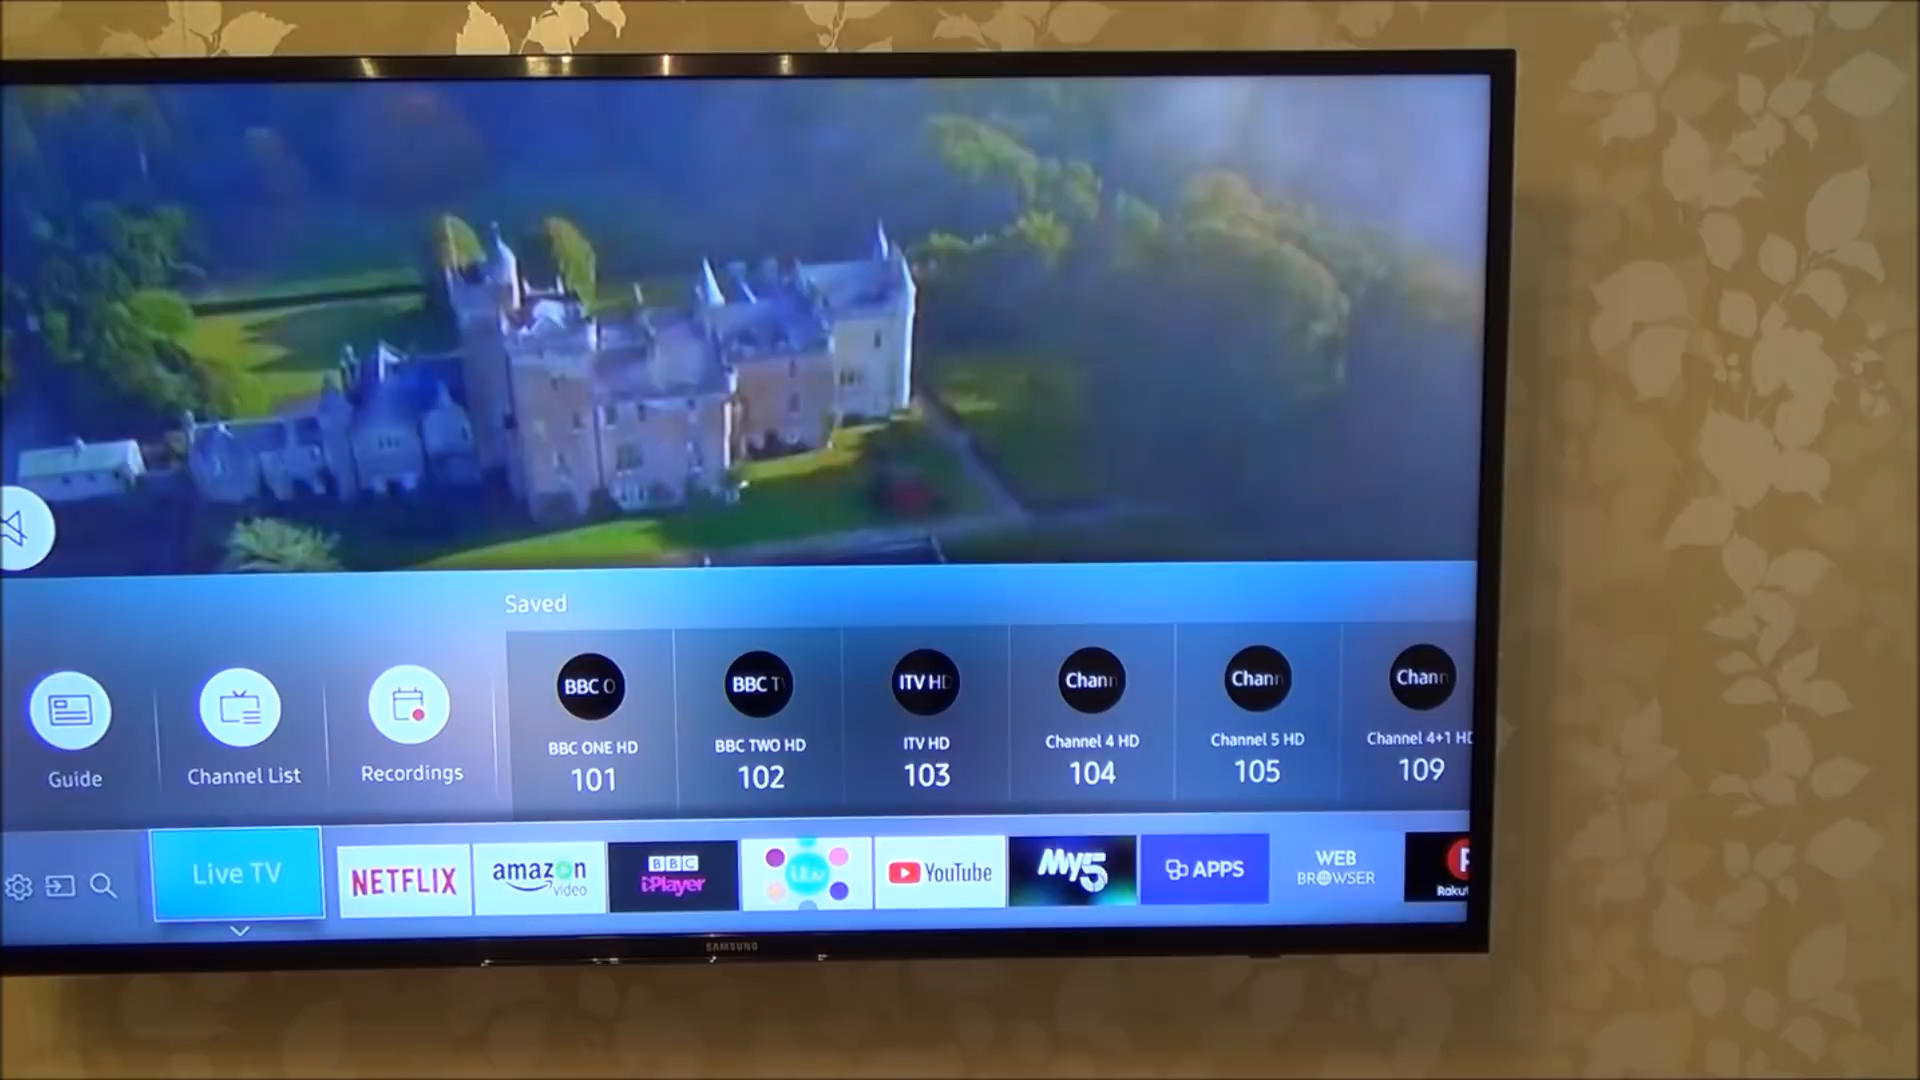 Saved
Guide
Channel List
Recordings
BBC O
BBC ONE HD
101
BBC T
BBC TWO HD
102
ITV HD
ITV HD
103
Chann
Channel 4 HD
104
Chann
Channel 5 HD
105
Chann
Channel 4+1 HD
109
Live TV
NETFLIX
amazon
video
BBC
iPlayer
itv
YouTube
My5
APPS
WEB
BROWSER
R
Raku
SAMSUNG